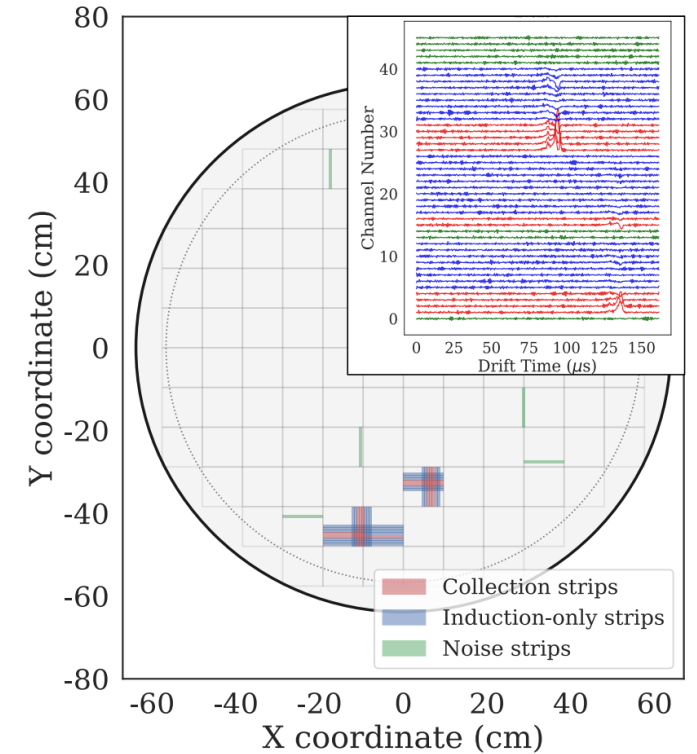 80
60
40
20
0
-20
-40
-60
-80
Y coordinate (cm)
-60 -40 -20 0 20 40 60
X coordinate (cm)
40
30
20
10
0
Channel Number
0 25 50 75 100 125 150
Drift Time (μs)
Collection strips
Induction-only strips
Noise strips